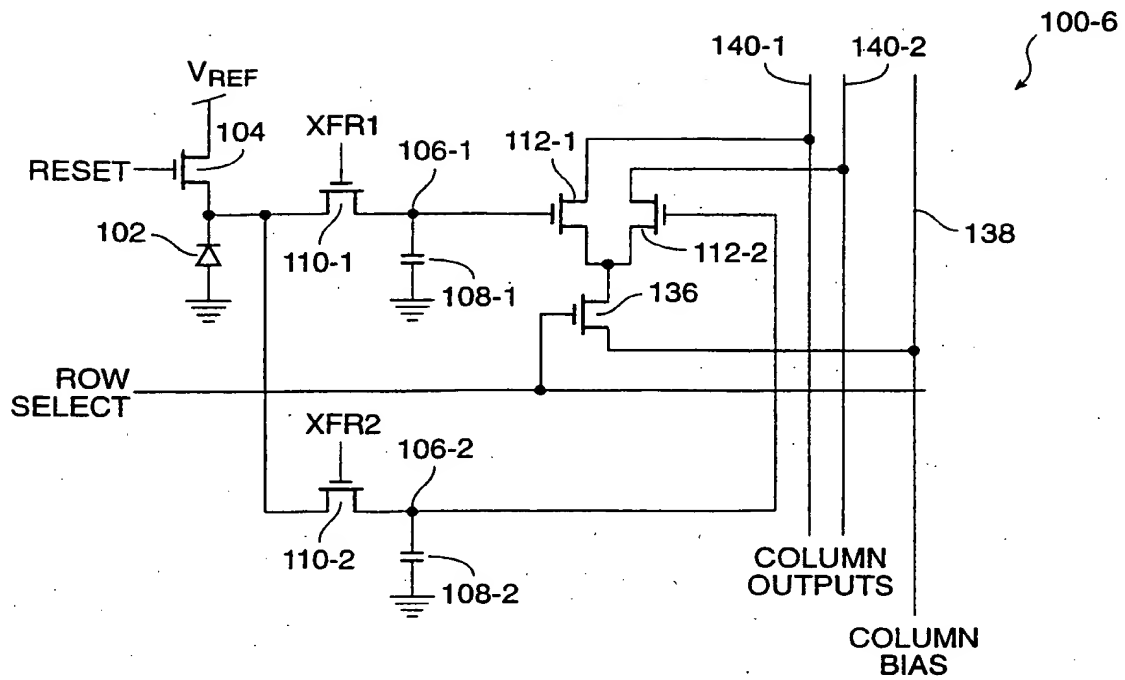 100-6
140-1
140-2
VREF
104
XFR1
106-1
112-1
RESET
102
110-1
108-1
112-2
138
136
ROW
SELECT
XFR2
106-2
110-2
108-2
COLUMN
OUTPUTS
COLUMN
BIAS